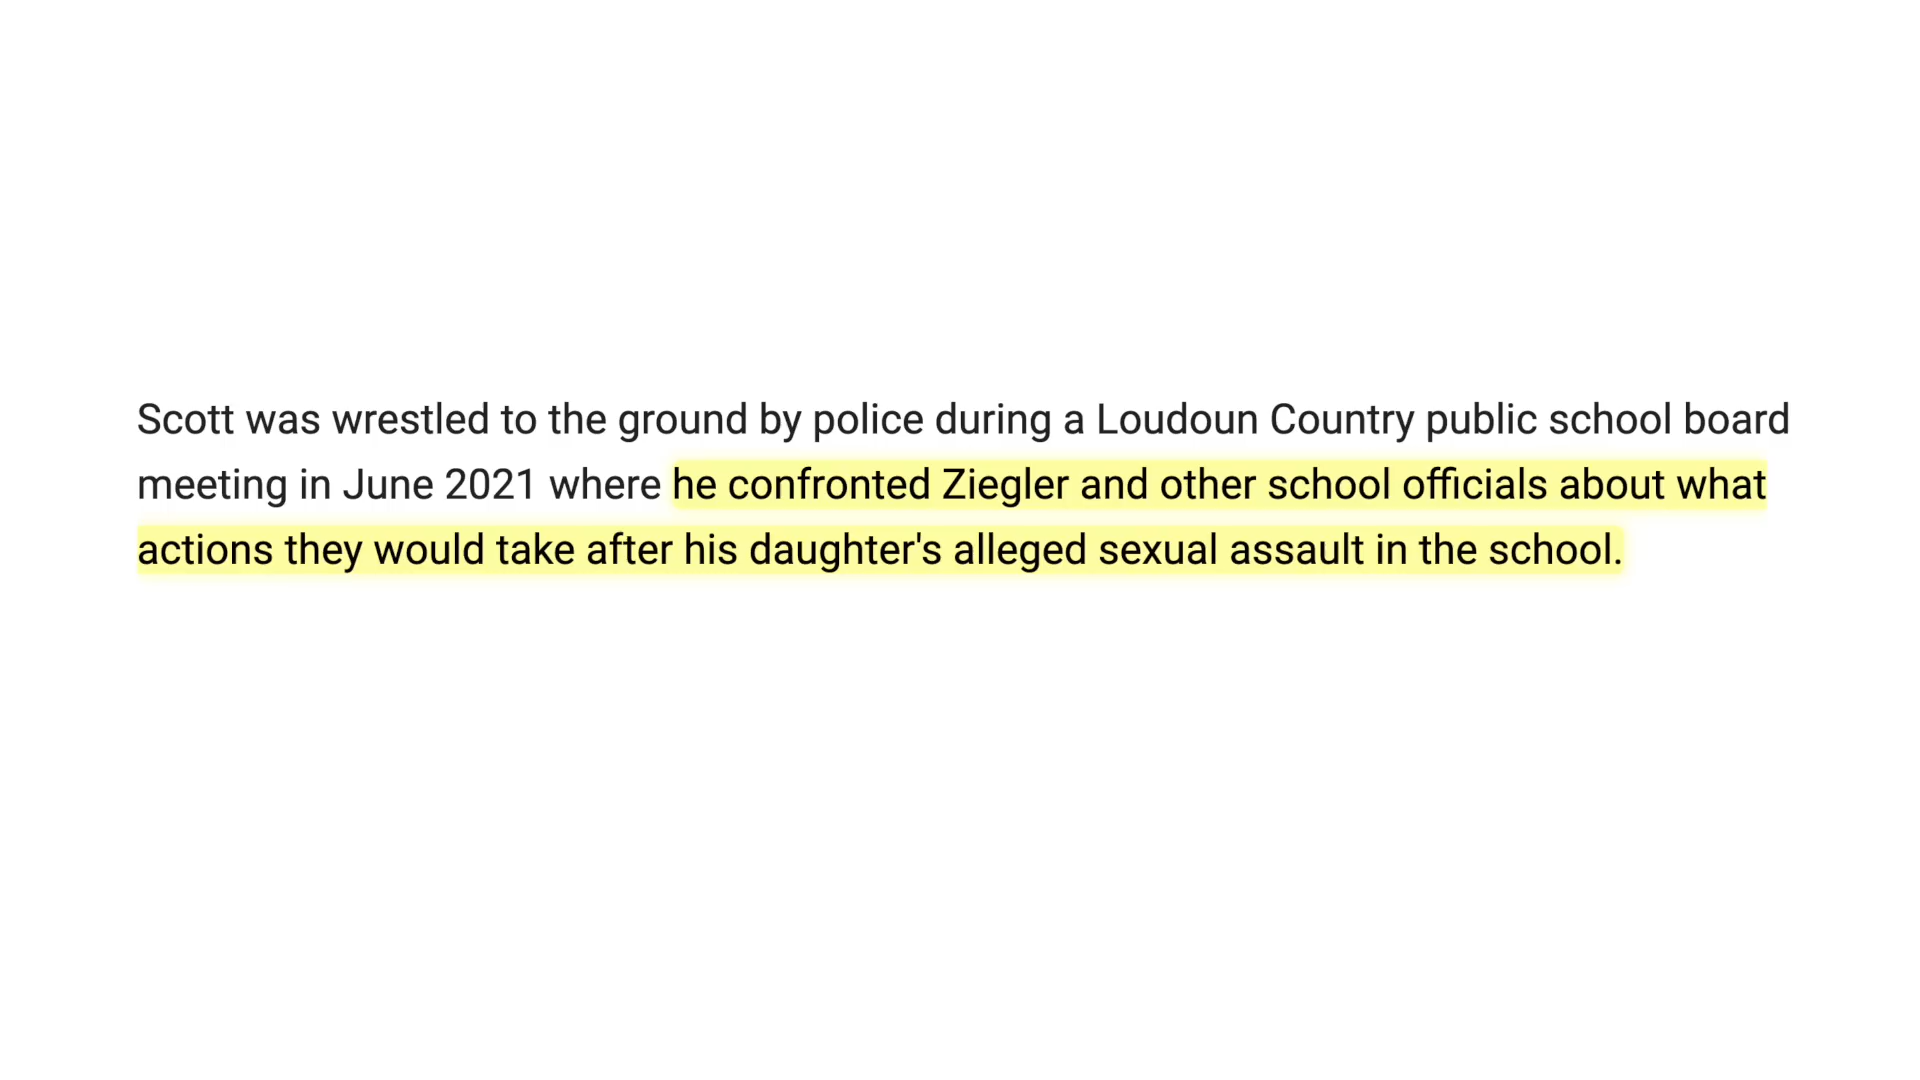 Scott was wrestled to the ground by police during a Loudoun Country public school board
meeting in June 2021 where he confronted Ziegler and other school officials about what
actions they would take after his daughter's alleged sexual assault in the school.